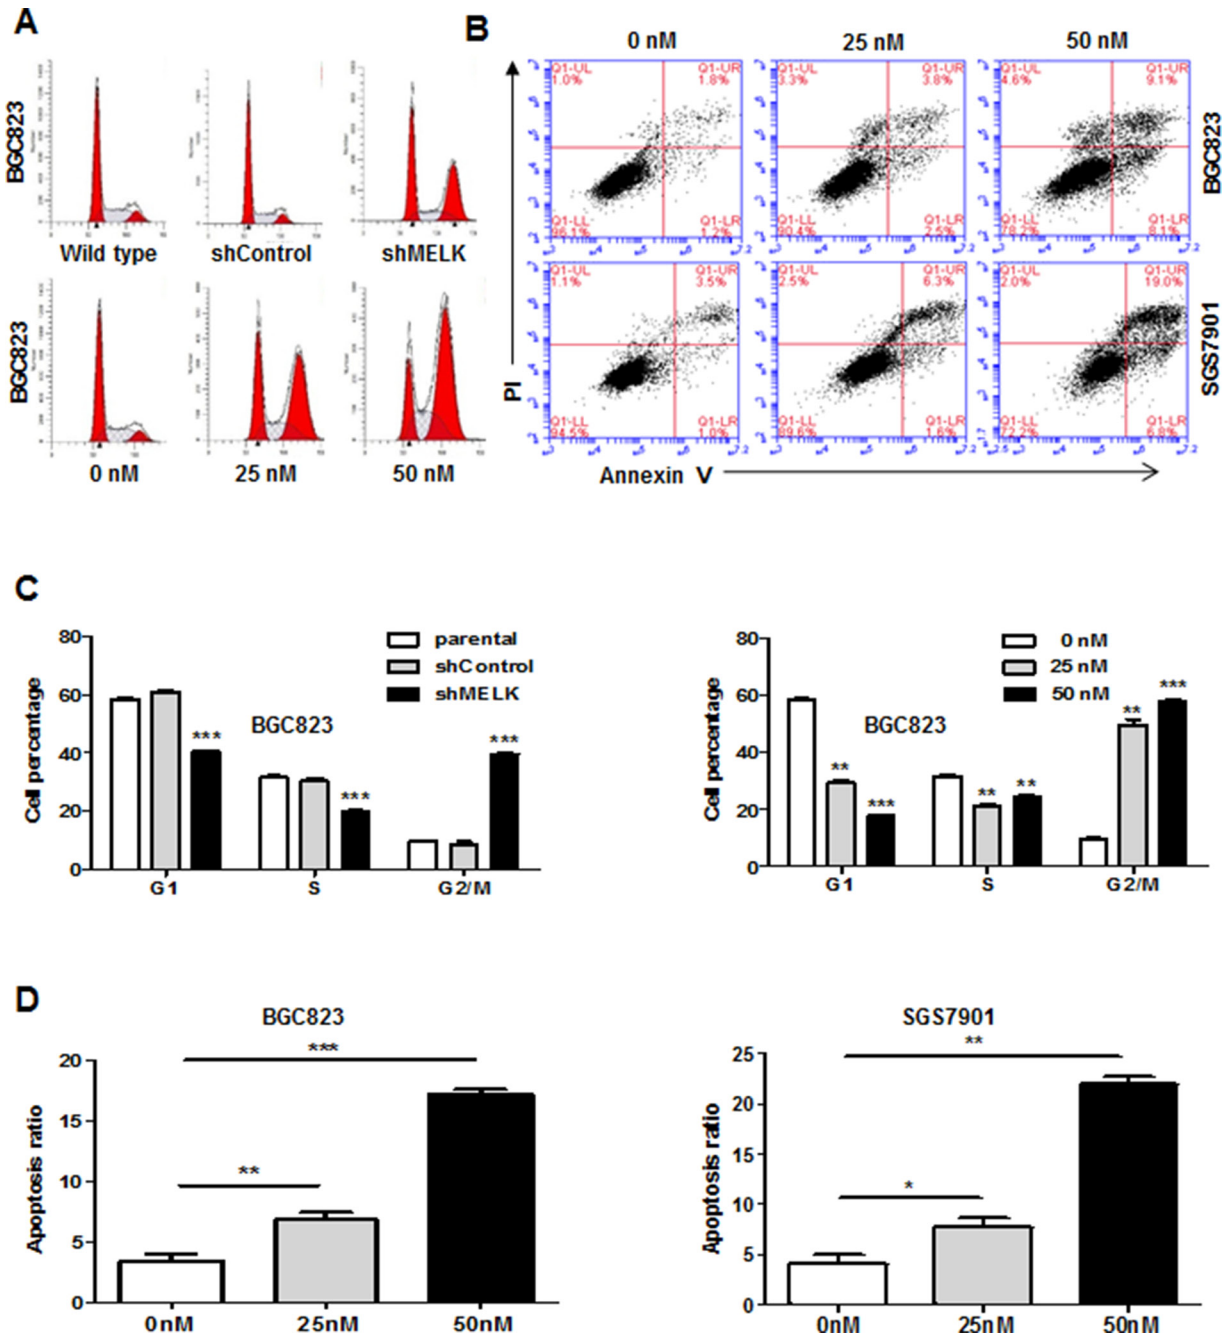 A
BGC823
Wild type
shControl
shMELK
BGC823
0 nM
25 nM
50 nM
B
0 nM
25 nM
50 nM
Q1-UL
1.0%
Q1-UR
1.8%
Q1-LL
96.1%
Q1-LR
1.2%
Q1-UL
3.3%
Q1-UR
3.8%
Q1-LL
90.4%
Q1-LR
2.5%
Q1-UL
4.6%
Q1-UR
9.1%
Q1-LL
78.2%
Q1-LR
8.1%
BGC823
Q1-UL
1.1%
Q1-UR
3.5%
Q1-LL
94.5%
Q1-LR
1.0%
Q1-UL
2.5%
Q1-UR
6.3%
Q1-LL
89.6%
Q1-LR
1.6%
Q1-UL
2.0%
Q1-UR
19.0%
Q1-LL
72.2%
Q1-LR
6.8%
SGS7901
PI
Annexin V
C
Cell percentage
80
60
40
20
0
parental
shControl
shMELK
BGC823
***
***
***
G1
S
G2/M
Cell percentage
80
60
40
20
0
0 nM
25 nM
50 nM
BGC823
**
***
**
**
**
***
G1
S
G2/M
D
BGC823
Apoptosis ratio
20
15
10
5
0
***
**
0nM
25nM
50nM
SGS7901
Apoptosis ratio
25
20
15
10
5
0
**
*
0nM
25nM
50nM